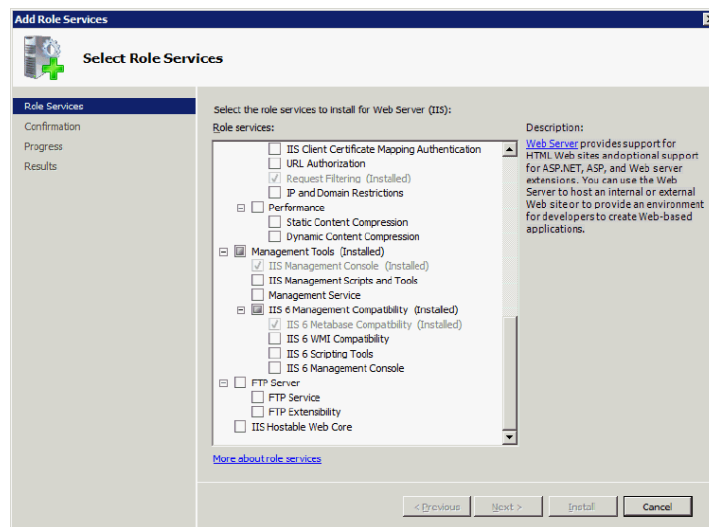 Add Role Services
Select Role Services
Role Services
Confirmation
Progress
Results
Select the role services to install for Web Server (IIS):
Role services:
IIS Client Certificate Mapping Authentication
URL Authorization
Request Filtering (Installed)
IP and Domain Restrictions
Performance
Static Content Compression
Dynamic Content Compression
Management Tools (Installed)
IIS Management Console (Installed)
IIS Management Scripts and Tools
Management Service
IIS 6 Management Compatibility (Installed)
IIS 6 Metabase Compatibility (Installed)
IIS 6 WMI Compatibility
IIS 6 Scripting Tools
IIS 6 Management Console
FTP Server
FTP Service
FTP Extensibility
IIS Hostable Web Core
More about role services
Description:
Web Server provides support for
HTML Web sites and optional support
for ASP.NET, ASP, and Web server
extensions. You can use the Web
Server to host an internal or external
Web site or to provide an environment
for developers to create Web-based
applications.
< Previous
Next >
Install
Cancel